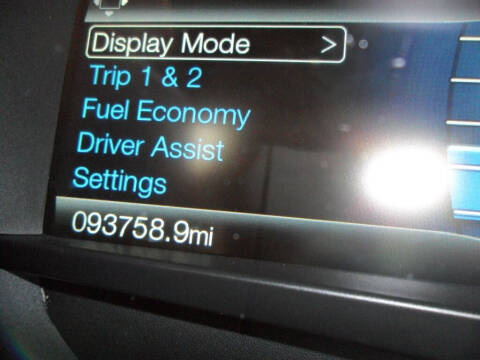 Display Mode >
Trip 1 & 2
Fuel Economy
Driver Assist
Settings
093758.9mi